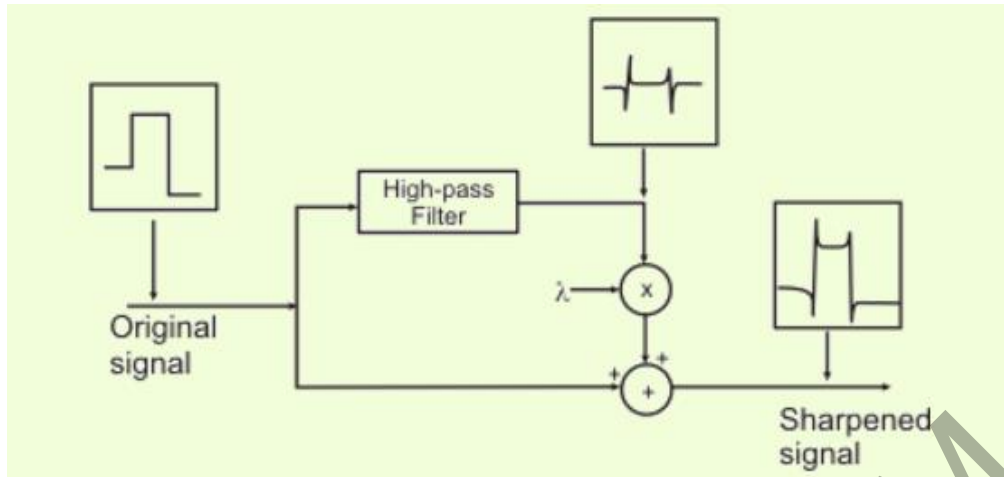 High-pass
Filter
λ
x
Original
signal
+
+
+
Sharpened
signal